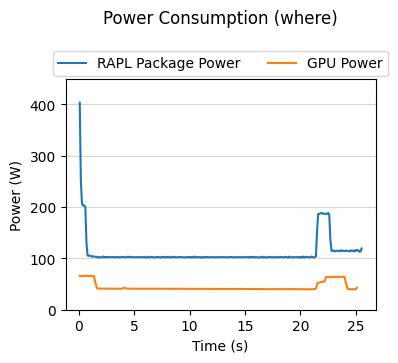 Power Consumption (where)
RAPL Package Power
GPU Power
400
300
200
100
0
Power (W)
0
5
10
15
20
25
Time (s)